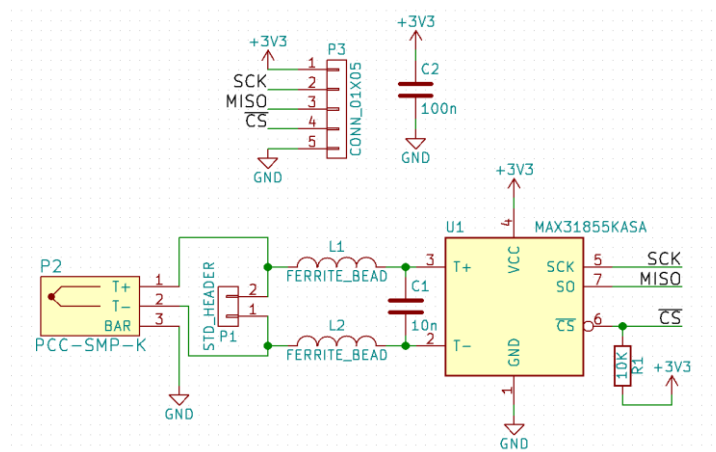 +3V3
P3
1
SCK
2
MISO
3
CS
4
5
GND
CONN_01X05
+3V3
C2
100n
GND
+3V3
U1
MAX31855KASA
4
VCC
3
T+
SCK
5
SCK
SO
7
MISO
CS
6
CS
2
T-
GND
1
GND
10K
R1
+3V3
L1
FERRITE_BEAD
C1
10n
L2
FERRITE_BEAD
STD_HEADER
2
1
P1
P2
T+
1
T-
2
BAR
3
PCC-SMP-K
GND